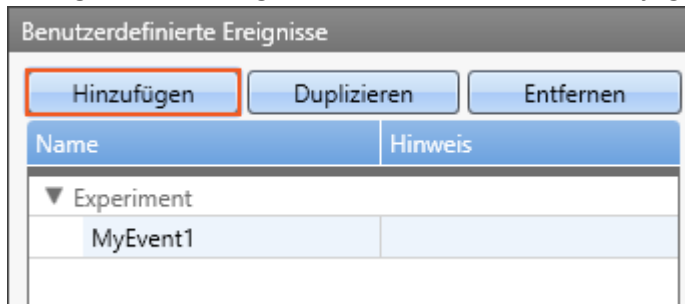 Benutzerdefinierte Ereignisse
Hinzufügen Duplizieren Entfernen
Name Hinweis
▼ Experiment
MyEvent1